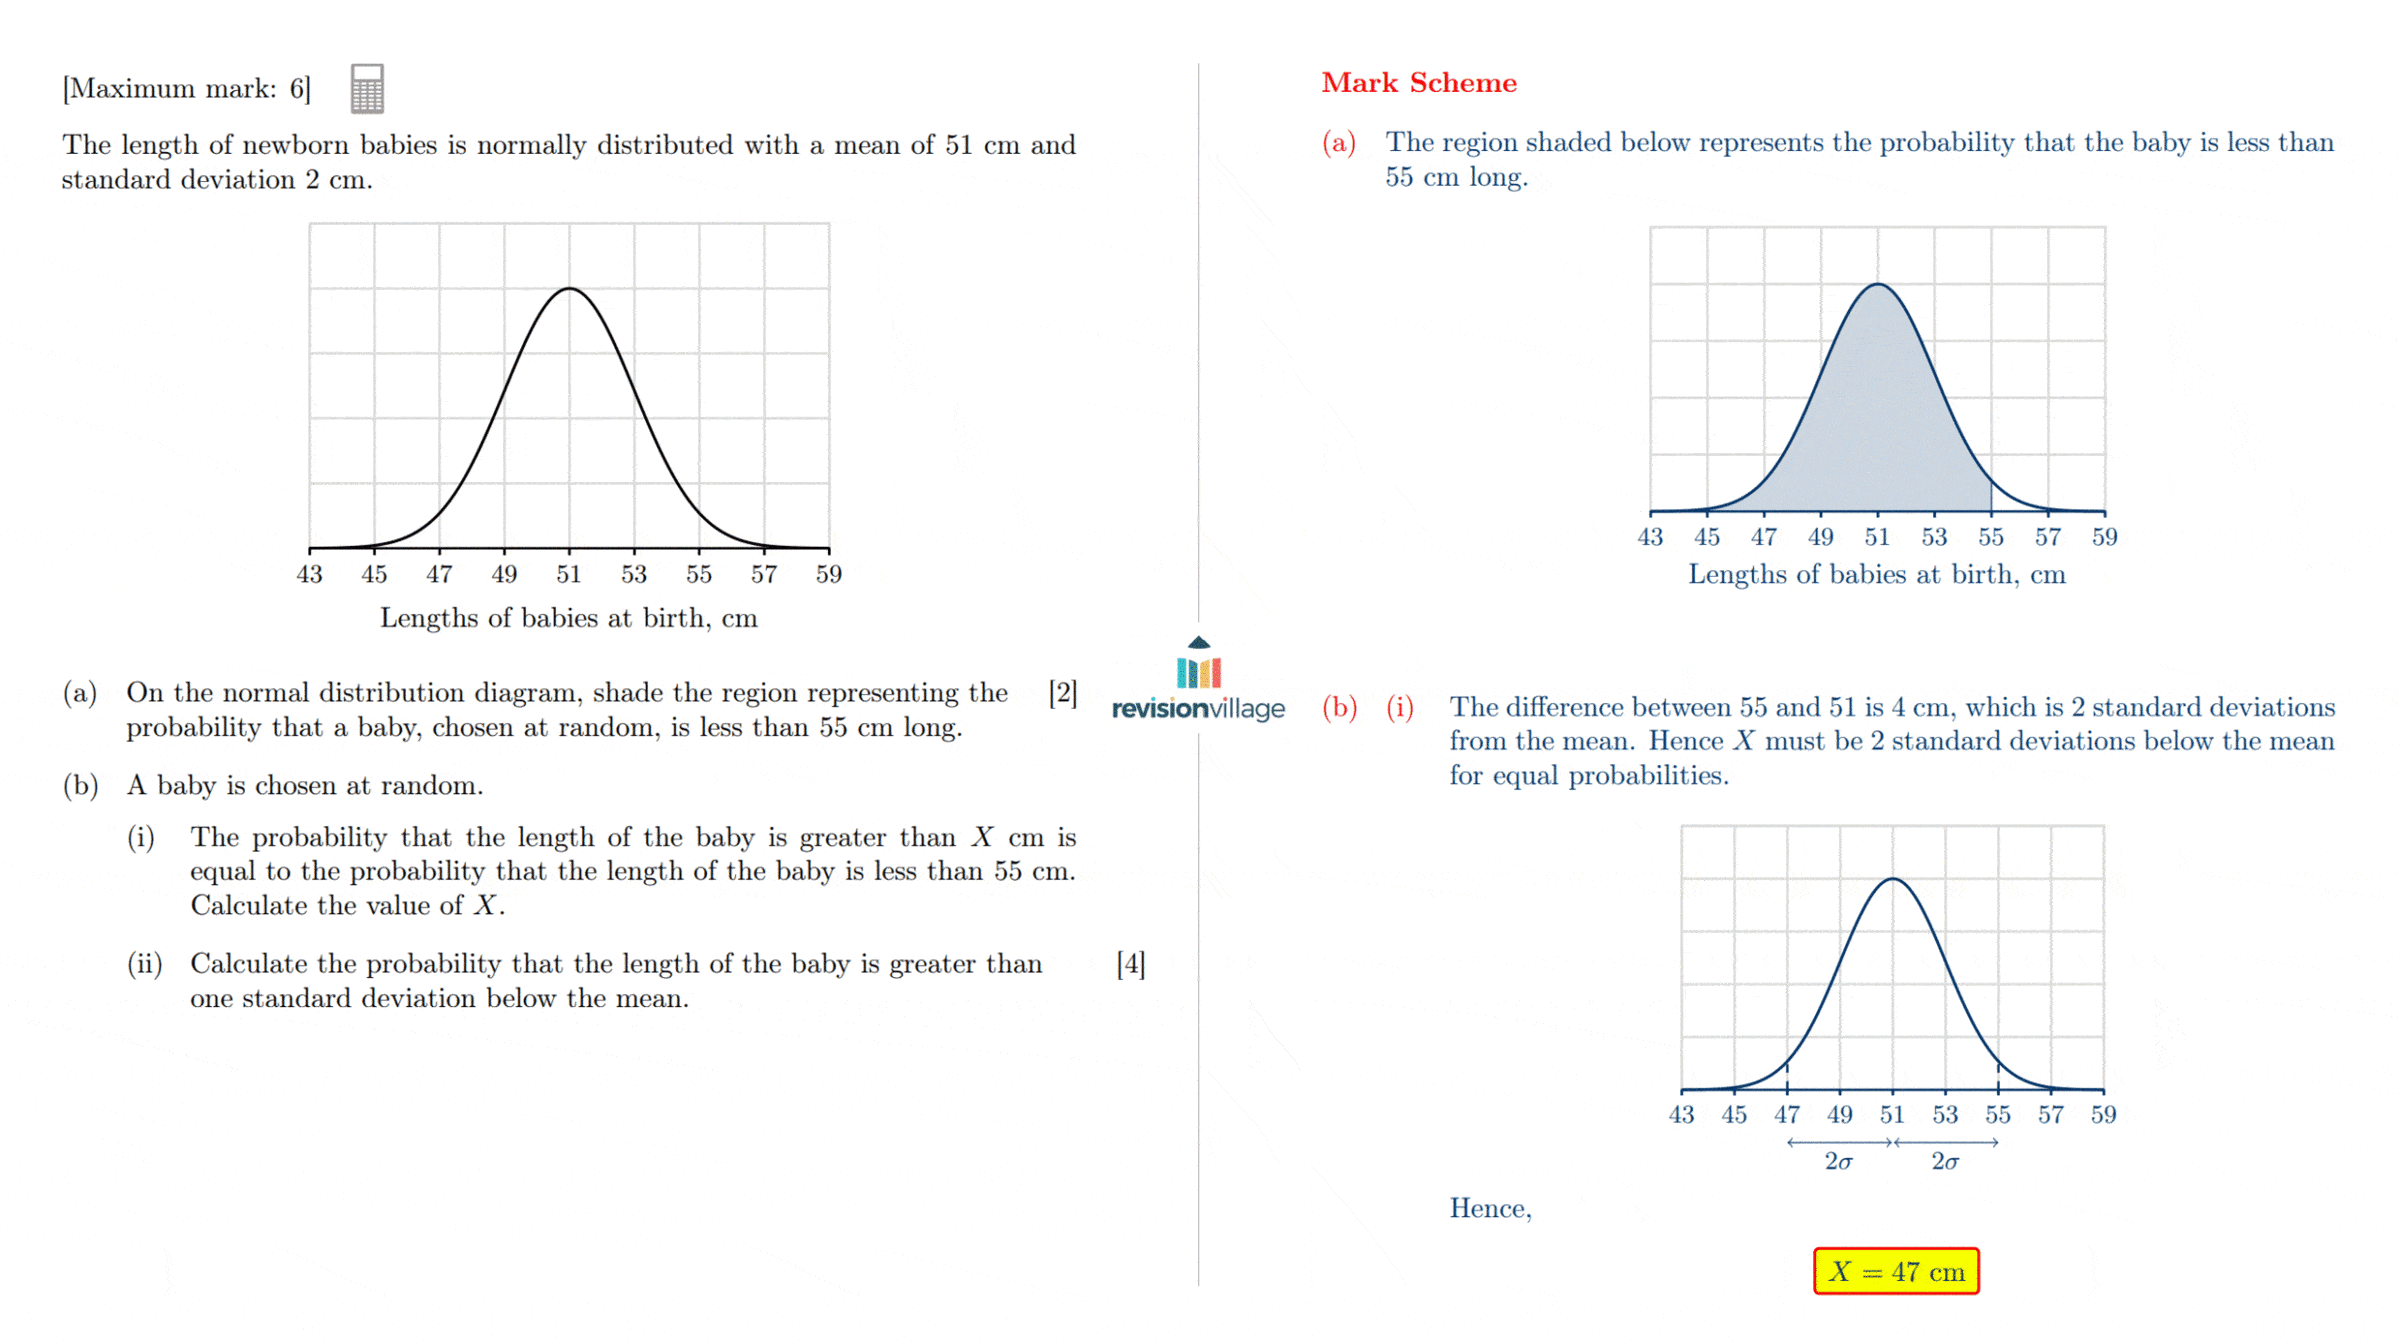 [Maximum mark: 6]
The length of newborn babies is normally distributed with a mean of 51 cm and
standard deviation 2 cm.
43 45 47 49 51 53 55 57 59
Lengths of babies at birth, cm
(a) On the normal distribution diagram, shade the region representing the [2]
probability that a baby, chosen at random, is less than 55 cm long.
(b) A baby is chosen at random.
(i) The probability that the length of the baby is greater than X cm is
equal to the probability that the length of the baby is less than 55 cm.
Calculate the value of X.
(ii) Calculate the probability that the length of the baby is greater than [4]
one standard deviation below the mean.
revisionvillage
Mark Scheme
(a) The region shaded below represents the probability that the baby is less than
55 cm long.
43 45 47 49 51 53 55 57 59
Lengths of babies at birth, cm
(b) (i) The difference between 55 and 51 is 4 cm, which is 2 standard deviations
from the mean. Hence X must be 2 standard deviations below the mean
for equal probabilities.
43 45 47 49 51 53 55 57 59
2σ 2σ
Hence,
X = 47 cm